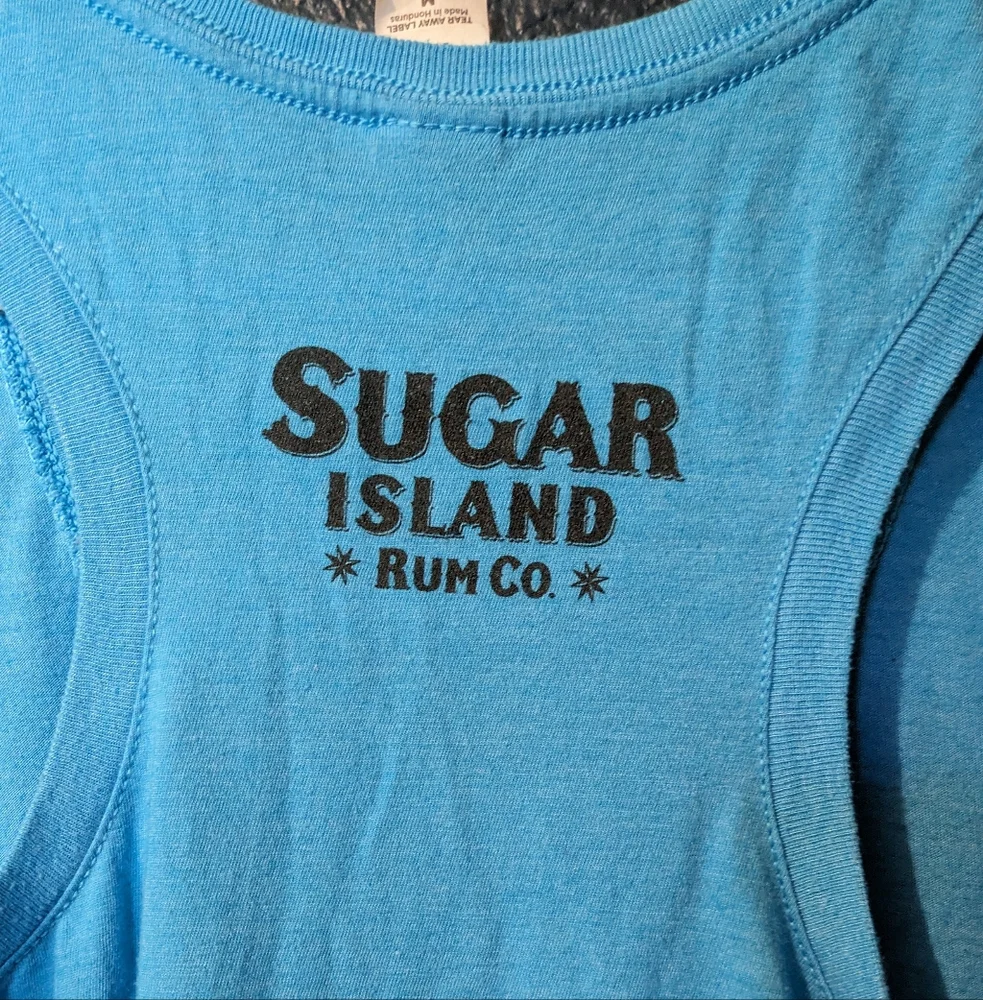 M
Made in Honduras
TEAR AWAY LABEL
SUGAR
ISLAND
RUM CO.